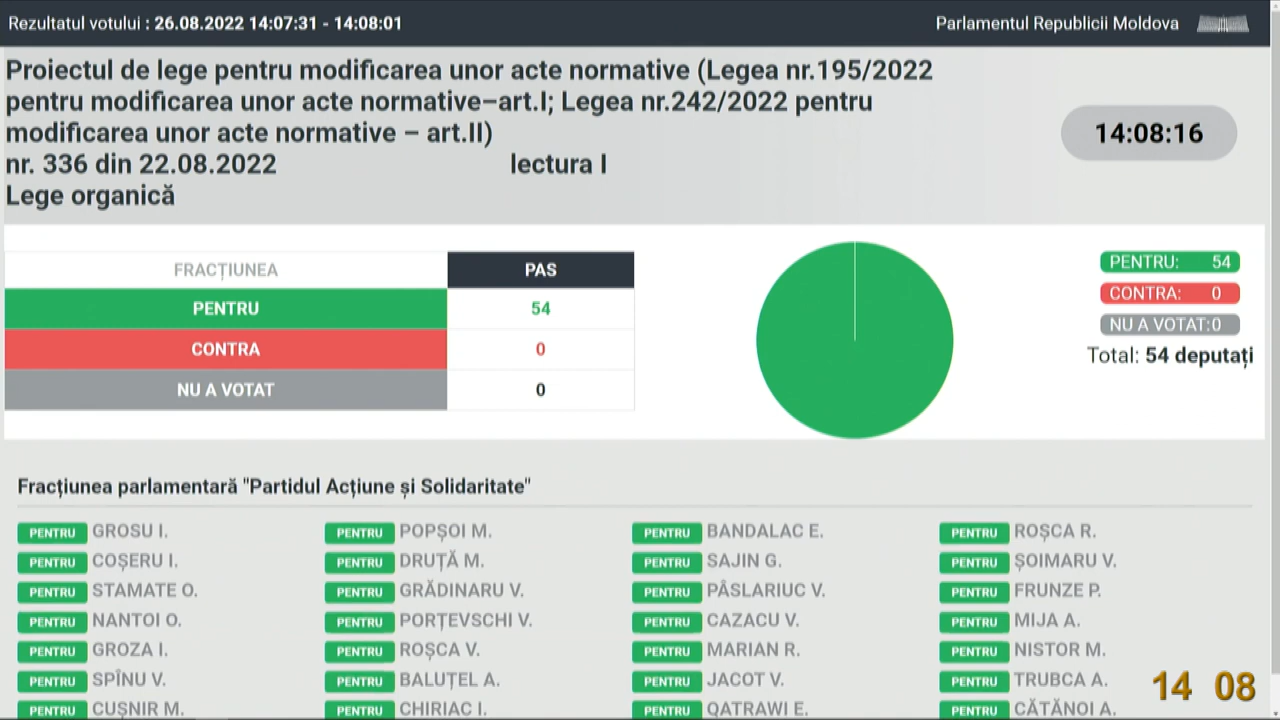 Rezultatul votului : 26.08.2022 14:07:31 - 14:08:01
Parlamentul Republicii Moldova
Proiectul de lege pentru modificarea unor acte normative (Legea nr.195/2022
pentru modificarea unor acte normative–art.I; Legea nr.242/2022 pentru
modificarea unor acte normative – art.II)
nr. 336 din 22.08.2022 lectura I
Lege organică
14:08:16
FRACȚIUNEA PAS
PENTRU 54
CONTRA 0
NU A VOTAT 0
PENTRU: 54
CONTRA: 0
NU A VOTAT:0
Total: 54 deputați
Fracțiunea parlamentară "Partidul Acțiune și Solidaritate"
PENTRU GROSU I. PENTRU POPȘOI M. PENTRU BANDALAC E. PENTRU ROȘCA R.
PENTRU COȘERU I. PENTRU DRUȚĂ M. PENTRU SAJIN G. PENTRU ȘOIMARU V.
PENTRU STAMATE O. PENTRU GRĂDINARU V. PENTRU PÂSLARIUC V. PENTRU FRUNZE P.
PENTRU NANTOI O. PENTRU PORȚEVSCHI V. PENTRU CAZACU V. PENTRU MIJA A.
PENTRU GROZA I. PENTRU ROȘCA V. PENTRU MARIAN R. PENTRU NISTOR M.
PENTRU SPÎNU V. PENTRU BALUȚEL A. PENTRU JACOT V. PENTRU TRUBCA A.
PENTRU CUȘNIR M. PENTRU CHIRIAC I. PENTRU QATRAWI E. PENTRU CĂTĂNOI A.
14 08